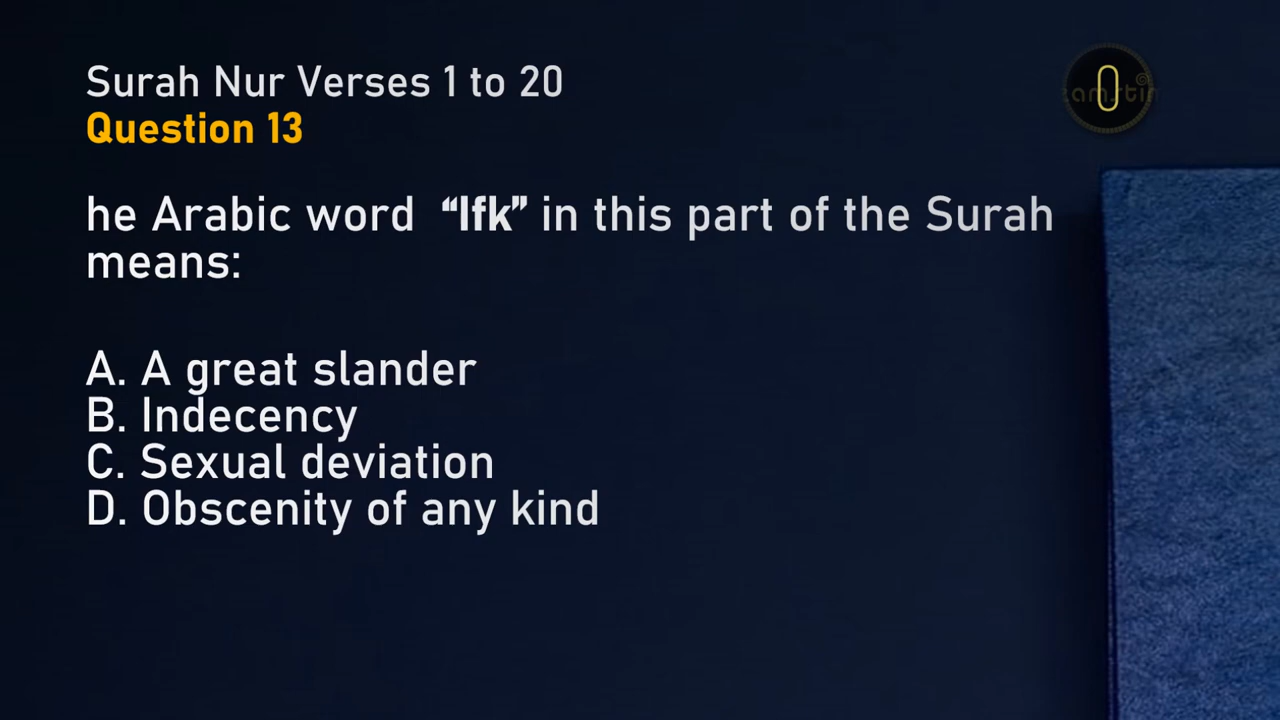 Surah Nur Verses 1 to 20
Question 13
he Arabic word “Ifk” in this part of the Surah
means:
A. A great slander
B. Indecency
C. Sexual deviation
D. Obscenity of any kind
0